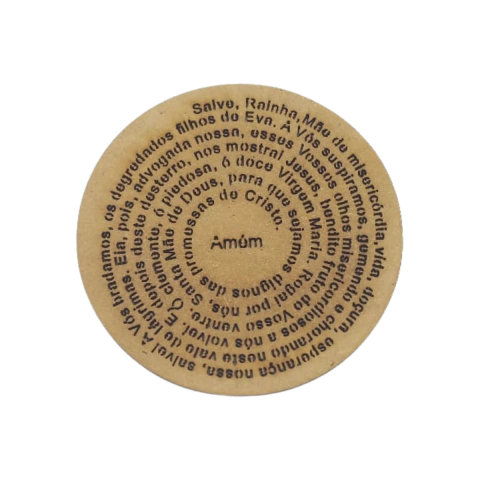 Salve, Rainha, Mãe de misericórdia, vida, doçura, esperança nossa, salve! A Vós bradamos, os degredados filhos de Eva. A Vós suspiramos, gemendo e chorando neste vale de lágrimas. Eia, pois, advogada nossa, esses Vossos olhos misericordiosos a nós volvei. E depois deste desterro, nos mostrai Jesus, bendito fruto do Vosso ventre. Ó clemente, ó piedosa, ó doce Virgem Maria. Rogai por nós, Santa Mãe de Deus, para que sejamos dignos das promessas de Cristo.
Amém